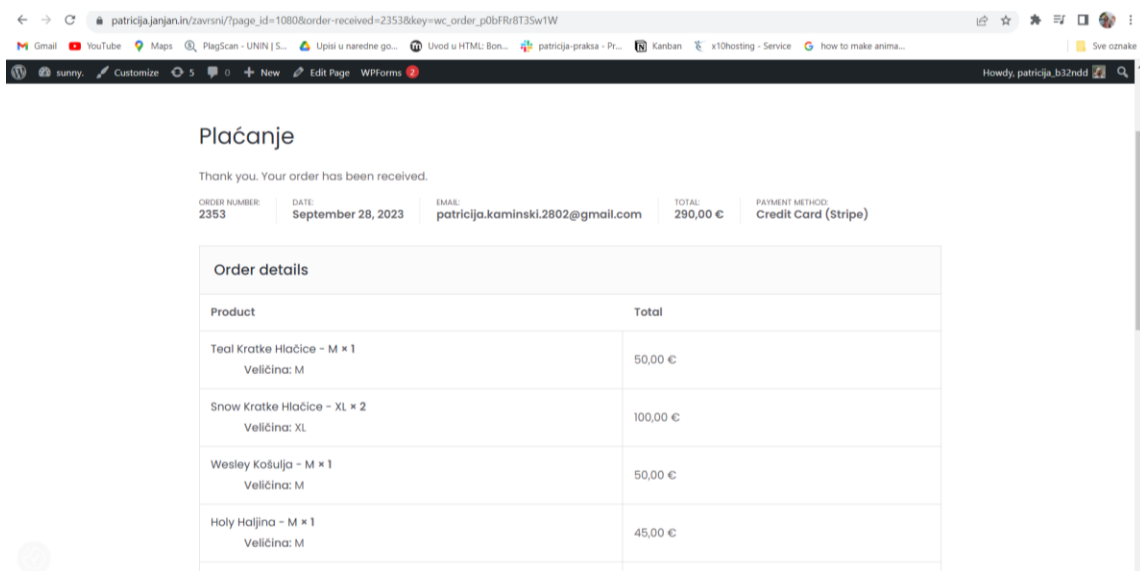 patricija.janjan.in/zavrsni/?page_id=1080&order-received=2353&key=wc_order_p0bFRr8T3Sw1W
Gmail YouTube Maps PlagScan - UNIN | S... Upisi u naredne go... Uvod u HTML: Bon... patricija-praksa - Pr... Kanban x10hosting - Service how to make anima... Sve oznake
sunny. Customize 5 0 + New Edit Page WPForms 2 Howdy, patricija_b32ndd
Plaćanje
Thank you. Your order has been received.
ORDER NUMBER: DATE: EMAIL: TOTAL: PAYMENT METHOD:
2353 September 28, 2023 patricija.kaminski.2802@gmail.com 290,00 € Credit Card (Stripe)
Order details
Product Total
Teal Kratke Hlačice - M × 1
Veličina: M
50,00 €
Snow Kratke Hlačice - XL × 2
Veličina: XL
100,00 €
Wesley Košulja - M × 1
Veličina: M
50,00 €
Holy Haljina - M × 1
Veličina: M
45,00 €